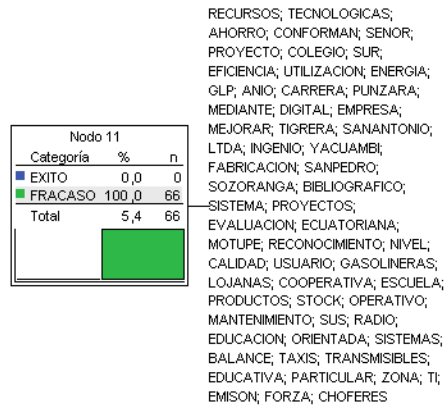 Nodo 11
Categoría % n
EXITO 0,0 0
FRACASO 100,0 66
Total 5,4 66
RECURSOS; TECNOLOGICAS;
AHORRO; CONFORMAN; SENOR;
PROYECTO; COLEGIO; SUR;
EFICIENCIA; UTILIZACION; ENERGIA;
GLP; ANIO; CARRERA; PUNZARA;
MEDIANTE; DIGITAL; EMPRESA;
MEJORAR; TIGRERA; SANANTONIO;
LTDA; INGENIO; YACUAMBI;
FABRICACION; SANPEDRO;
SOZORANGA; BIBLIOGRAFICO;
SISTEMA; PROYECTOS;
EVALUACION; ECUATORIANA;
MOTUPE; RECONOCIMIENTO; NIVEL;
CALIDAD; USUARIO; GASOLINERAS;
LOJANAS; COOPERATIVA; ESCUELA;
PRODUCTOS; STOCK; OPERATIVO;
MANTENIMIENTO; SUS; RADIO;
EDUCACION; ORIENTADA; SISTEMAS;
BALANCE; TAXIS; TRANSMISIBLES;
EDUCATIVA; PARTICULAR; ZONA; TI;
EMISON; FORZA; CHOFERES